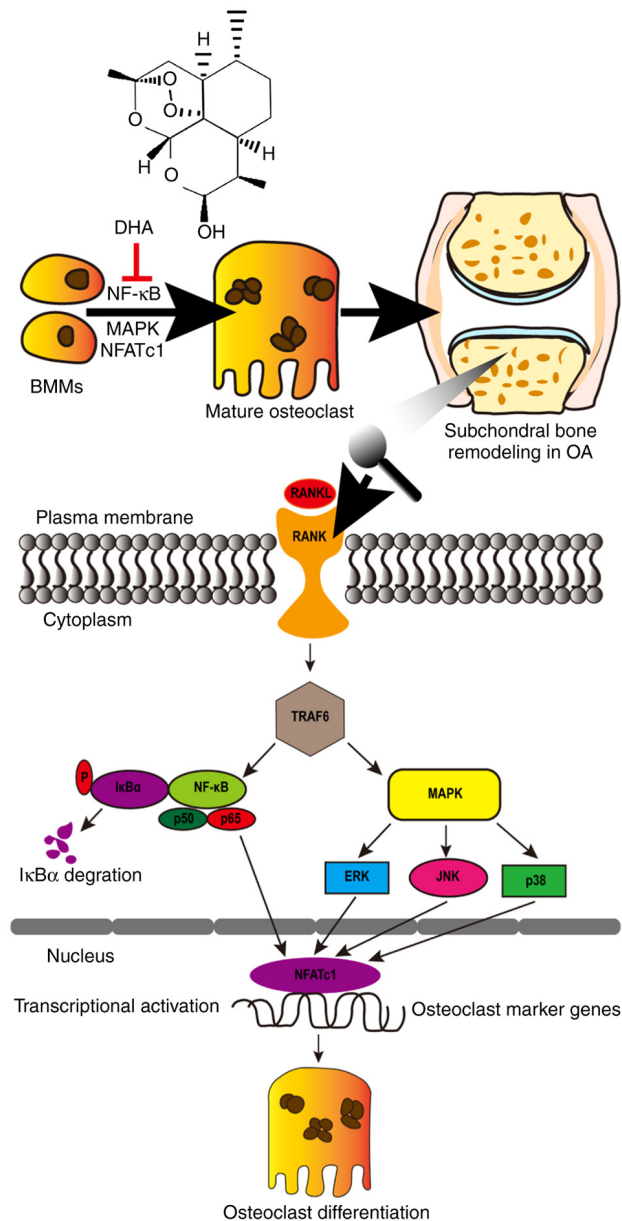 H
O
O
O
O
H
H
O
OH
DHA
NF-κB
MAPK
NFATc1
BMMs
Mature osteoclast
Subchondral bone
remodeling in OA
RANKL
RANK
Plasma membrane
Cytoplasm
TRAF6
P
IκBα
NF-κB
p50
p65
MAPK
IκBα degration
ERK
JNK
p38
Nucleus
NFATc1
Transcriptional activation
Osteoclast marker genes
Osteoclast differentiation